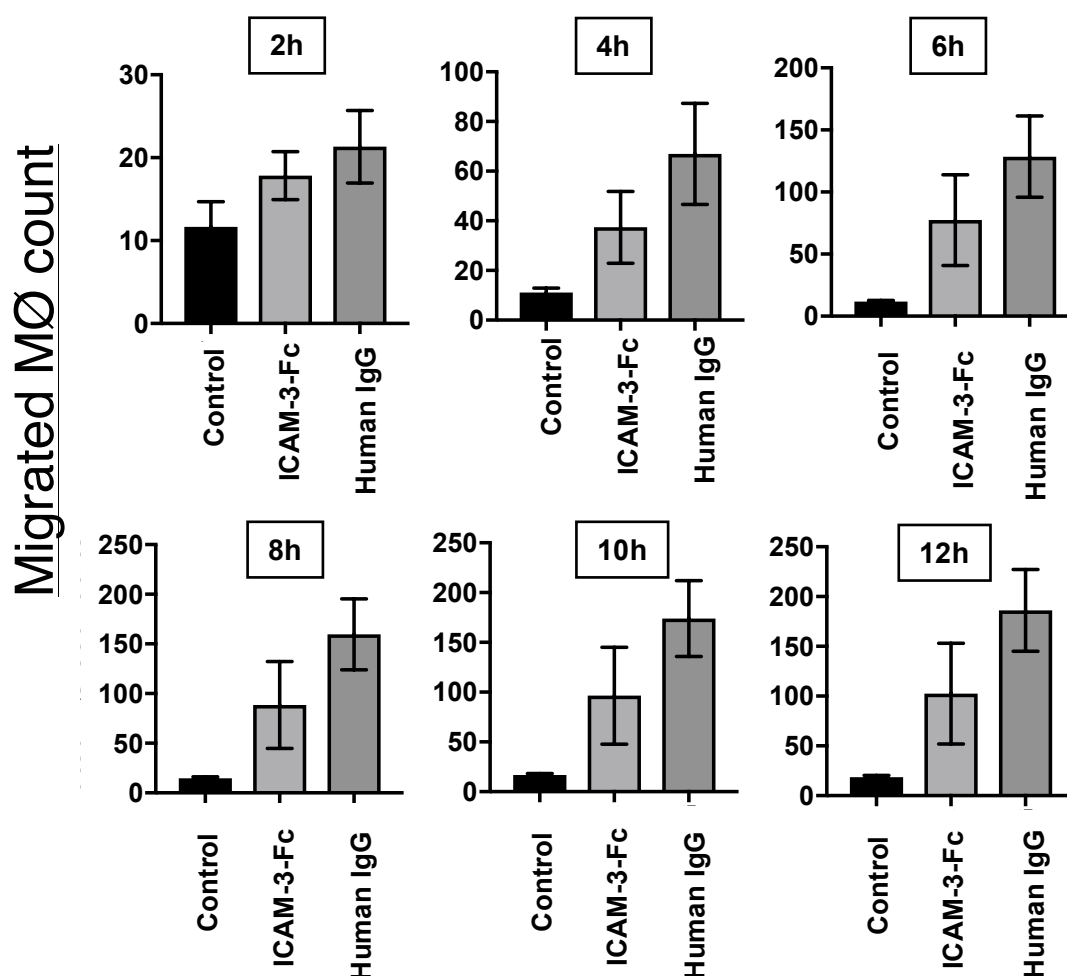 Migrated MØ count
2h
30
20
10
0
Control
ICAM-3-Fc
Human IgG
4h
100
80
60
40
20
0
Control
ICAM-3-Fc
Human IgG
6h
200
150
100
50
0
Control
ICAM-3-Fc
Human IgG
8h
250
200
150
100
50
0
Control
ICAM-3-Fc
Human IgG
10h
250
200
150
100
50
0
Control
ICAM-3-Fc
Human IgG
12h
250
200
150
100
50
0
Control
ICAM-3-Fc
Human IgG